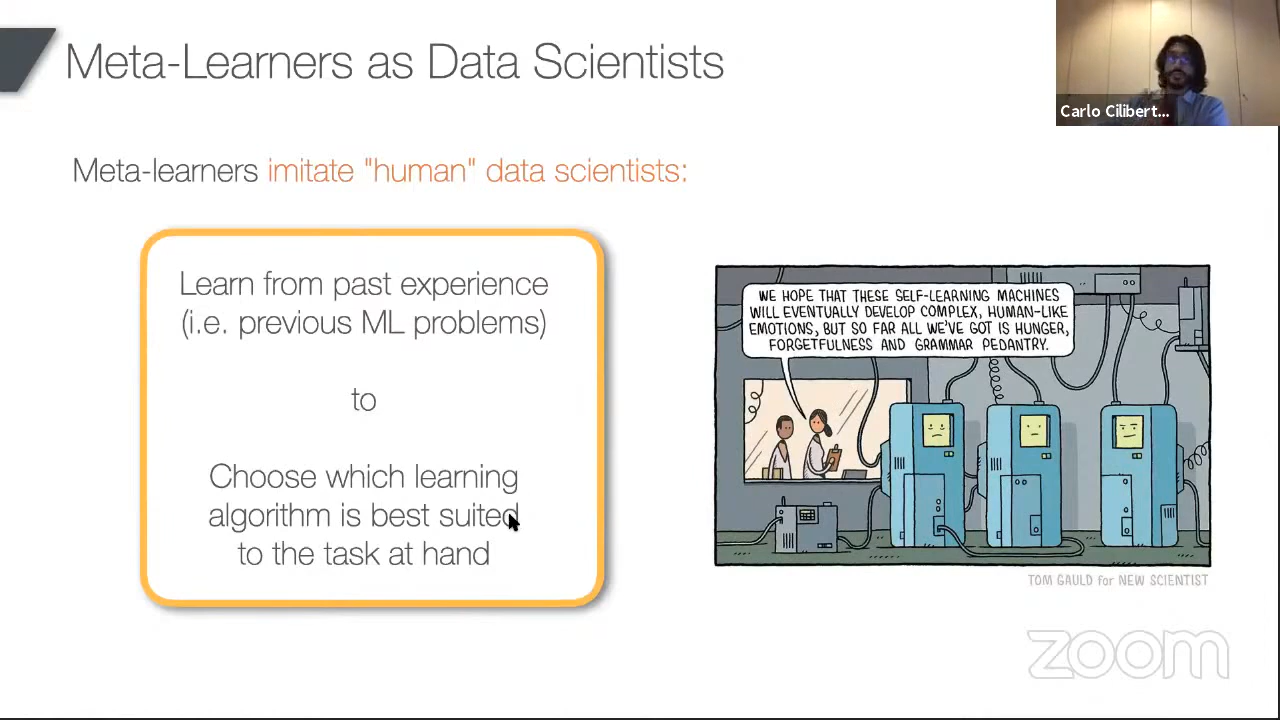 Meta-Learners as Data Scientists
Carlo Cilibert...
Meta-learners imitate "human" data scientists:
Learn from past experience
(i.e. previous ML problems)
to
Choose which learning
algorithm is best suited
to the task at hand
WE HOPE THAT THESE SELF-LEARNING MACHINES
WILL EVENTUALLY DEVELOP COMPLEX, HUMAN-LIKE
EMOTIONS, BUT SO FAR ALL WE'VE GOT IS HUNGER,
FORGETFULNESS AND GRAMMAR PEDANTRY.
TOM GAULD for NEW SCIENTIST
zoom